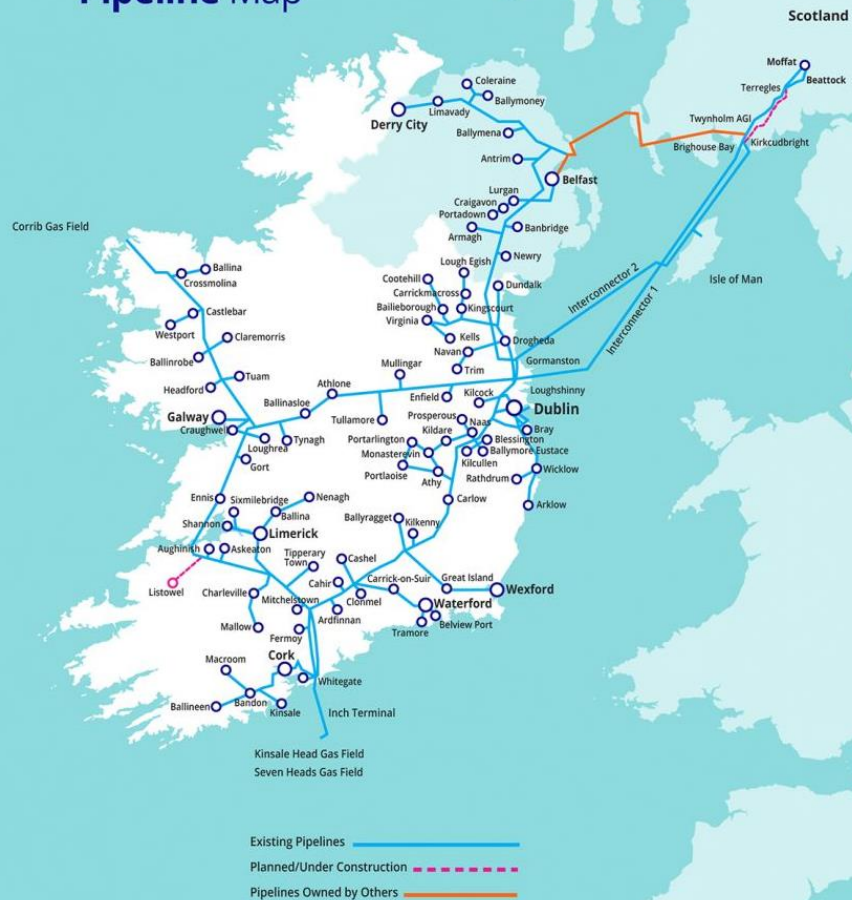 Pipeline Map
Scotland
Moffat
Beattock
Terregles
Coleraine
Ballymoney
Limavady
Derry City
Ballymena
Twynholm AGI
Brighouse Bay
Kirkcudbright
Antrim
Belfast
Lurgan
Craigavon
Portadown
Armagh
Banbridge
Corrib Gas Field
Newry
Lough Egish
Ballina
Crossmolina
Cootehill
Carrickmacross
Dundalk
Isle of Man
Interconnector 2
Interconnector 1
Bailieborough
Kingscourt
Virginia
Castlebar
Westport
Claremorris
Kells
Drogheda
Navan
Ballinrobe
Gormanston
Trim
Mullingar
Tuam
Headford
Athlone
Enfield
Kilcock
Loughshinny
Ballinasloe
Dublin
Galway
Tullamore
Prosperous
Naas
Craughwell
Kildare
Bray
Loughrea
Tynagh
Portarlington
Blessington
Monasterevin
Ballymore Eustace
Kilcullen
Gort
Portlaoise
Athy
Rathdrum
Wicklow
Ennis
Sixmilebridge
Nenagh
Carlow
Arklow
Shannon
Ballina
Ballyragget
Kilkenny
Limerick
Aughinish
Askeaton
Tipperary
Town
Cashel
Listowel
Charleville
Cahir
Carrick-on-Suir
Great Island
Wexford
Mitchelstown
Clonmel
Waterford
Ardfinnan
Mallow
Fermoy
Tramore
Belview Port
Cork
Macroom
Whitegate
Ballineen
Bandon
Kinsale
Inch Terminal
Kinsale Head Gas Field
Seven Heads Gas Field
Existing Pipelines
Planned/Under Construction
Pipelines Owned by Others